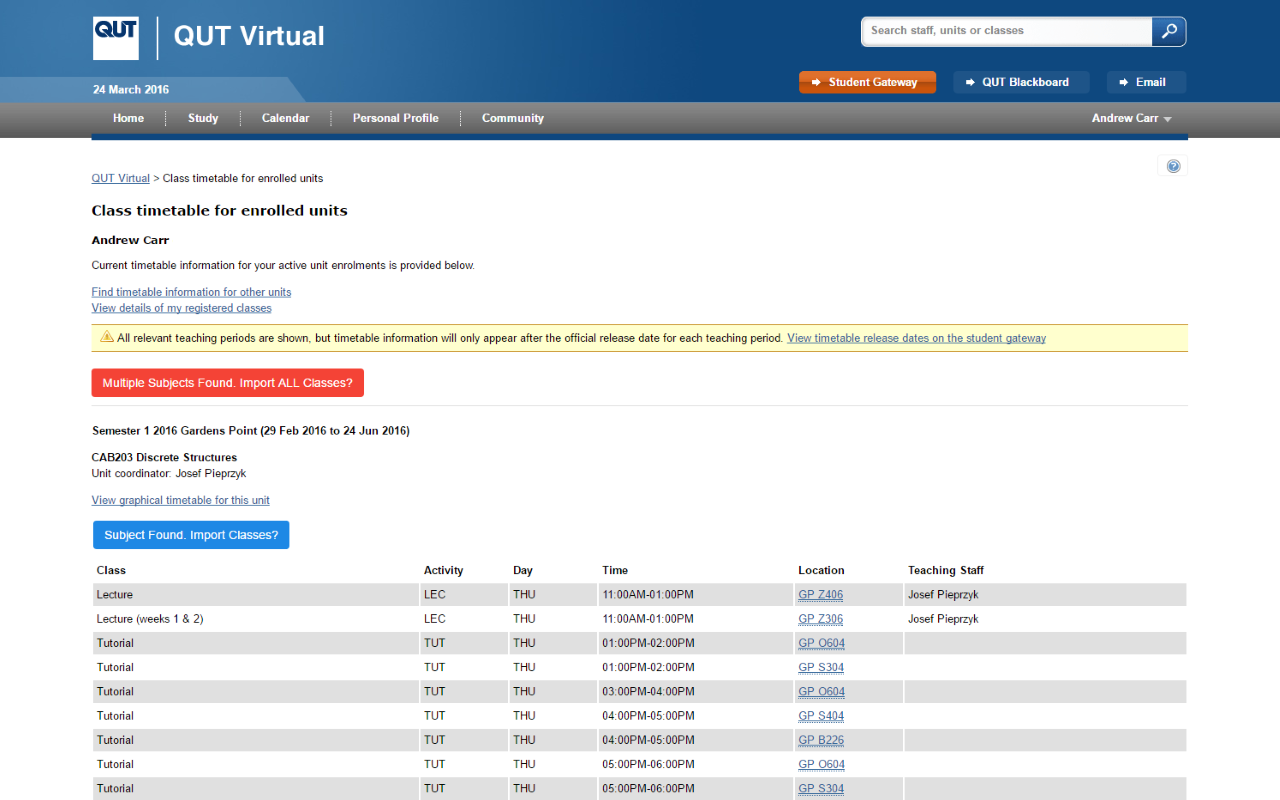 QUT QUT Virtual
Search staff, units or classes
24 March 2016
Student Gateway QUT Blackboard Email
Home Study Calendar Personal Profile Community Andrew Carr
QUT Virtual > Class timetable for enrolled units
Class timetable for enrolled units
Andrew Carr
Current timetable information for your active unit enrolments is provided below.
Find timetable information for other units
View details of my registered classes
All relevant teaching periods are shown, but timetable information will only appear after the official release date for each teaching period. View timetable release dates on the student gateway
Multiple Subjects Found. Import ALL Classes?
Semester 1 2016 Gardens Point (29 Feb 2016 to 24 Jun 2016)
CAB203 Discrete Structures
Unit coordinator: Josef Pieprzyk
View graphical timetable for this unit
Subject Found. Import Classes?
Class Activity Day Time Location Teaching Staff
Lecture LEC THU 11:00AM-01:00PM GP Z406 Josef Pieprzyk
Lecture (weeks 1 & 2) LEC THU 11:00AM-01:00PM GP Z306 Josef Pieprzyk
Tutorial TUT THU 01:00PM-02:00PM GP O604
Tutorial TUT THU 01:00PM-02:00PM GP S304
Tutorial TUT THU 03:00PM-04:00PM GP O604
Tutorial TUT THU 04:00PM-05:00PM GP S404
Tutorial TUT THU 04:00PM-05:00PM GP B226
Tutorial TUT THU 05:00PM-06:00PM GP O604
Tutorial TUT THU 05:00PM-06:00PM GP S304